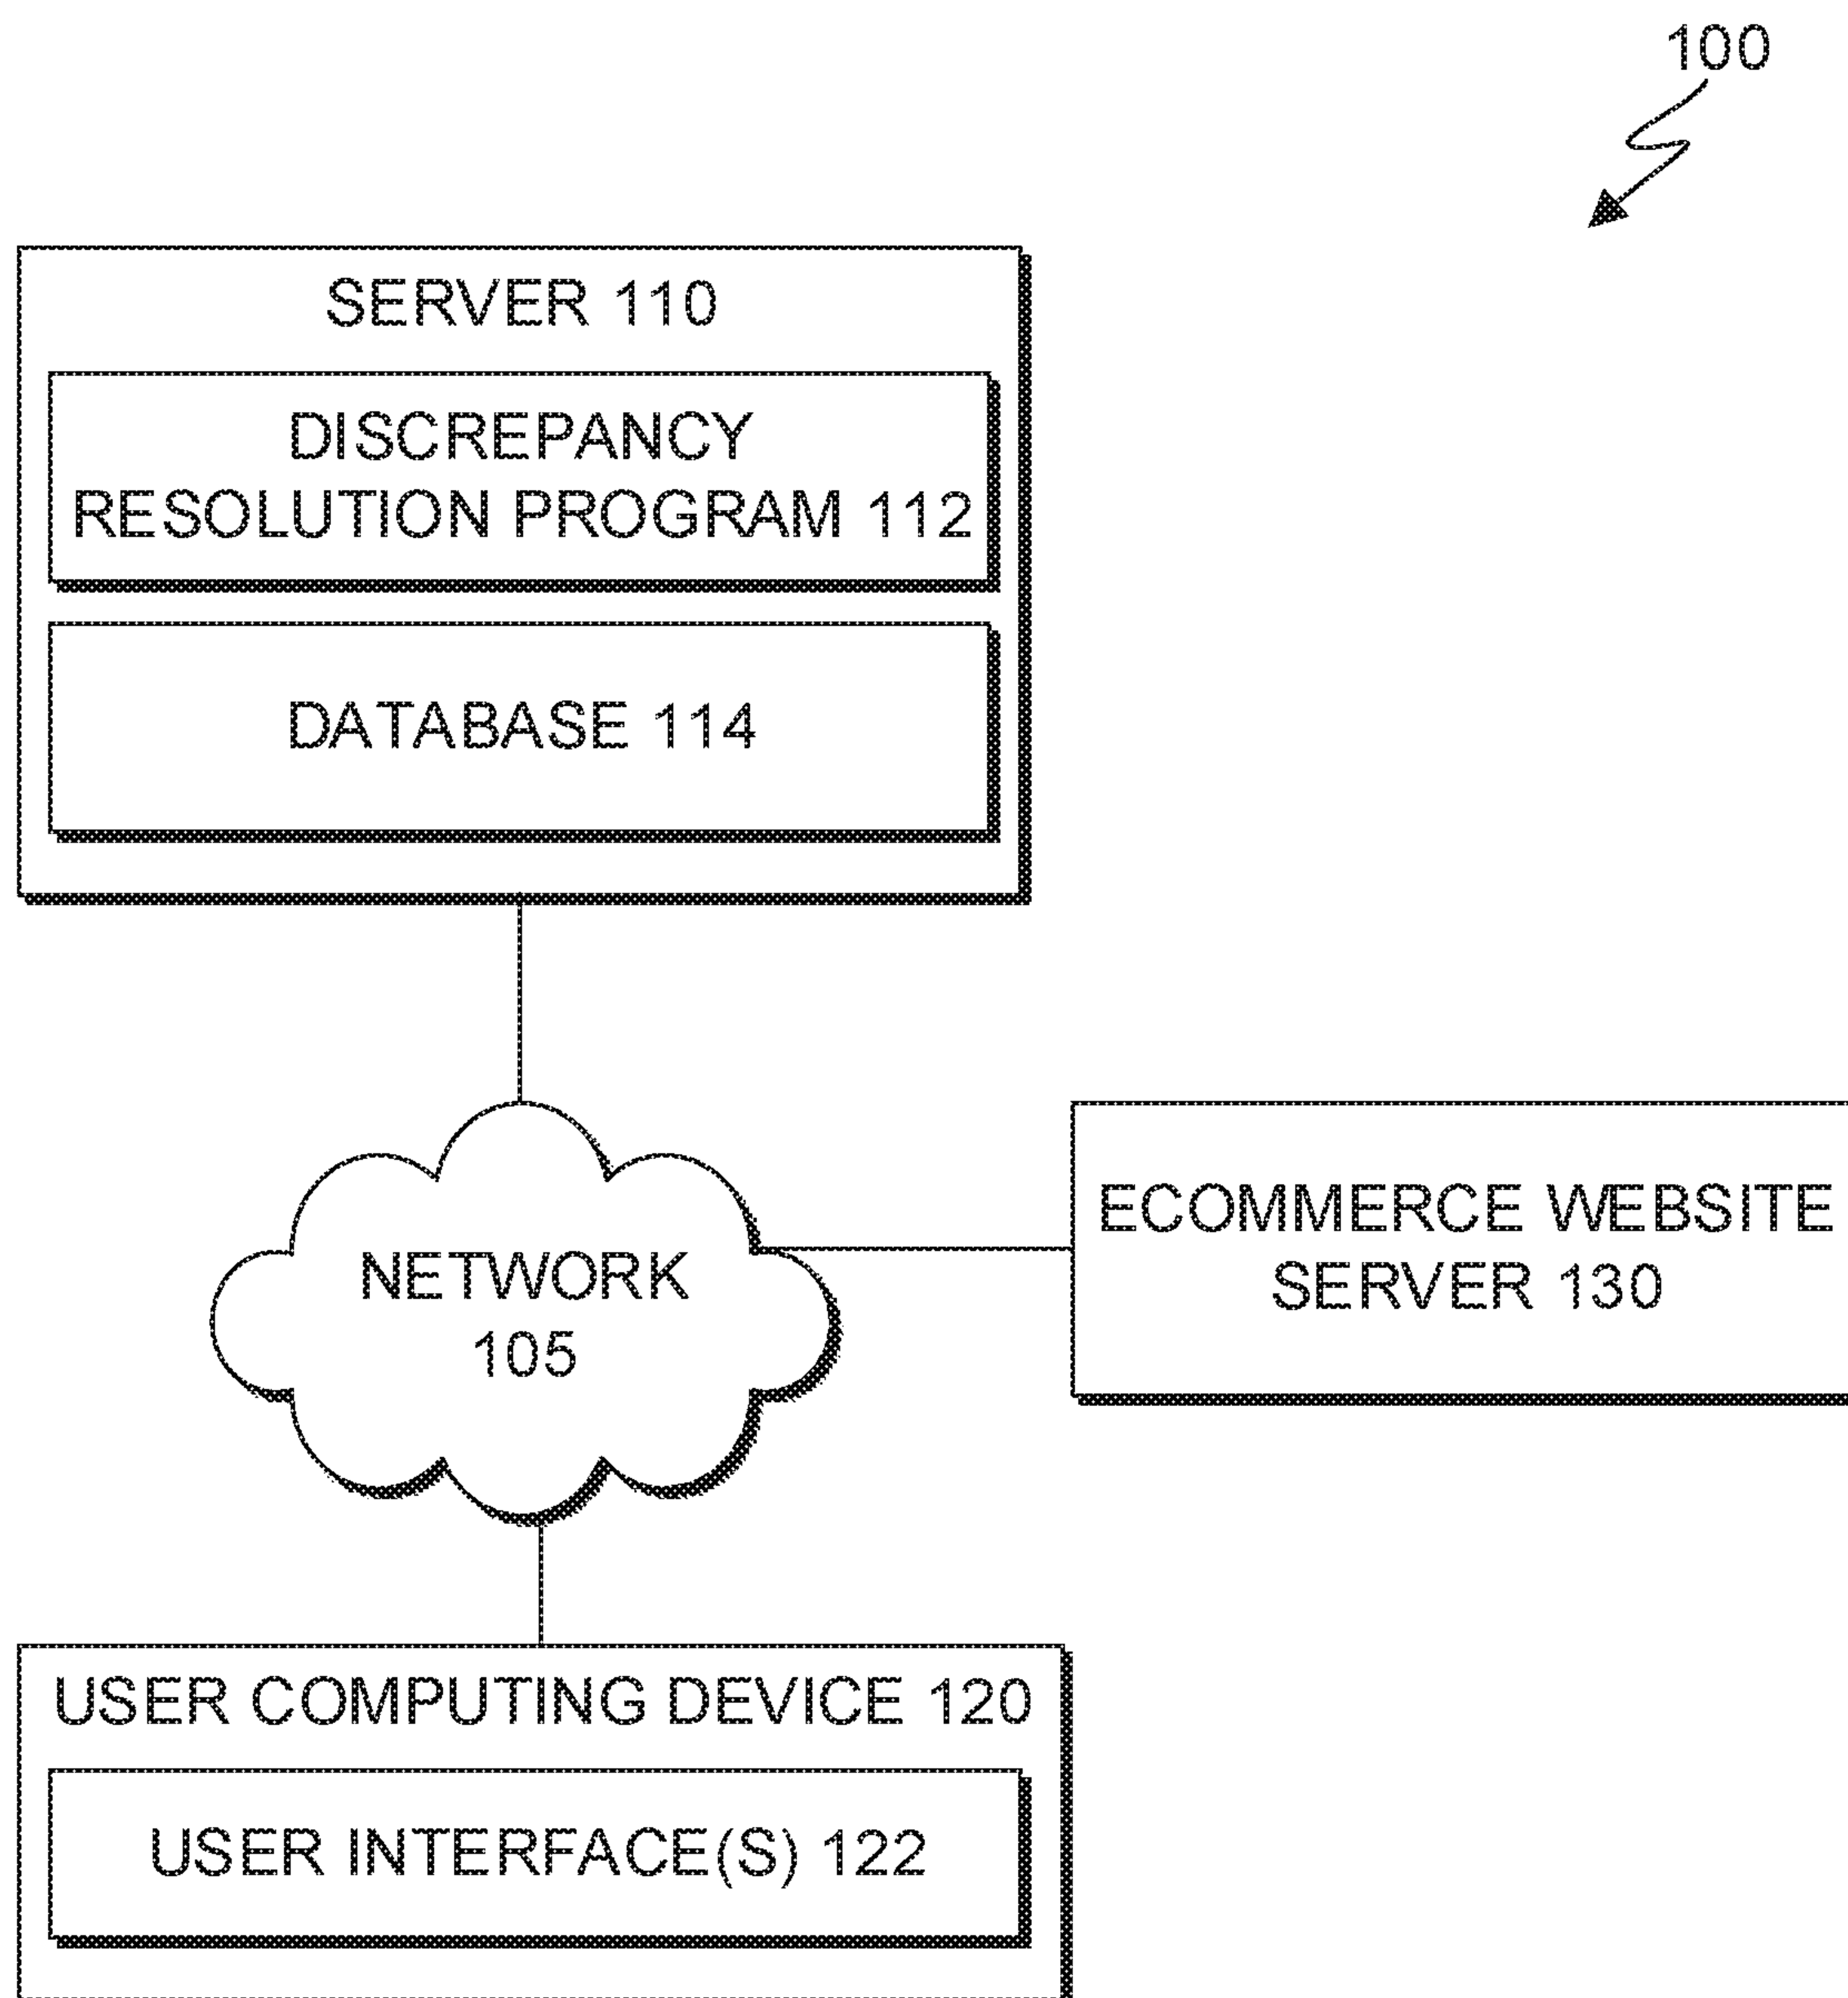 100
SERVER 110
DISCREPANCY
RESOLUTION PROGRAM 112
DATABASE 114
NETWORK
105
ECOMMERCE WEBSITE
SERVER 130
USER COMPUTING DEVICE 120
USER INTERFACE(S) 122